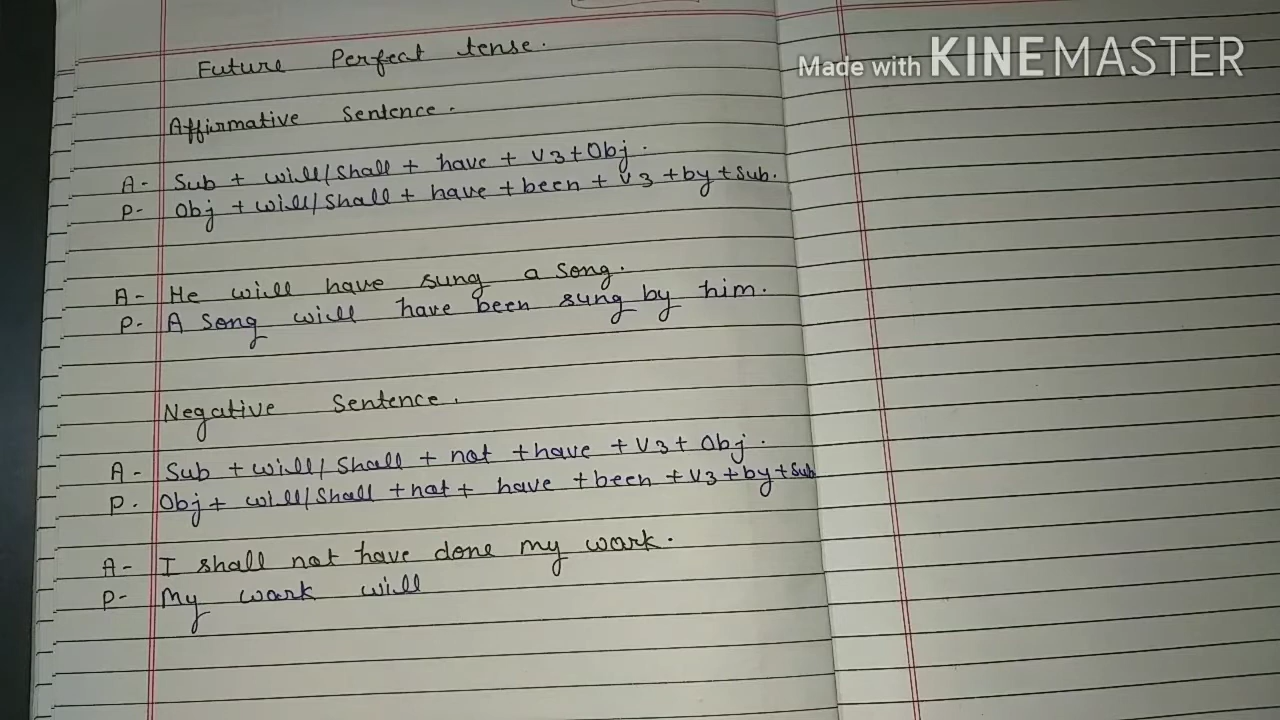 Made with KINEMASTER
Future Perfect tense.
Affirmative Sentence.
A- Sub + will/shall + have + V3 + Obj.
P- Obj + will/shall + have + been + V3 + by + Sub.
A- He will have sung a song.
P- A song will have been sung by him.
Negative Sentence.
A- Sub + will/shall + not + have + V3 + Obj.
P. Obj + will/shall + not + have + been + V3 + by + Sub
A- I shall not have done my work.
P- My work will